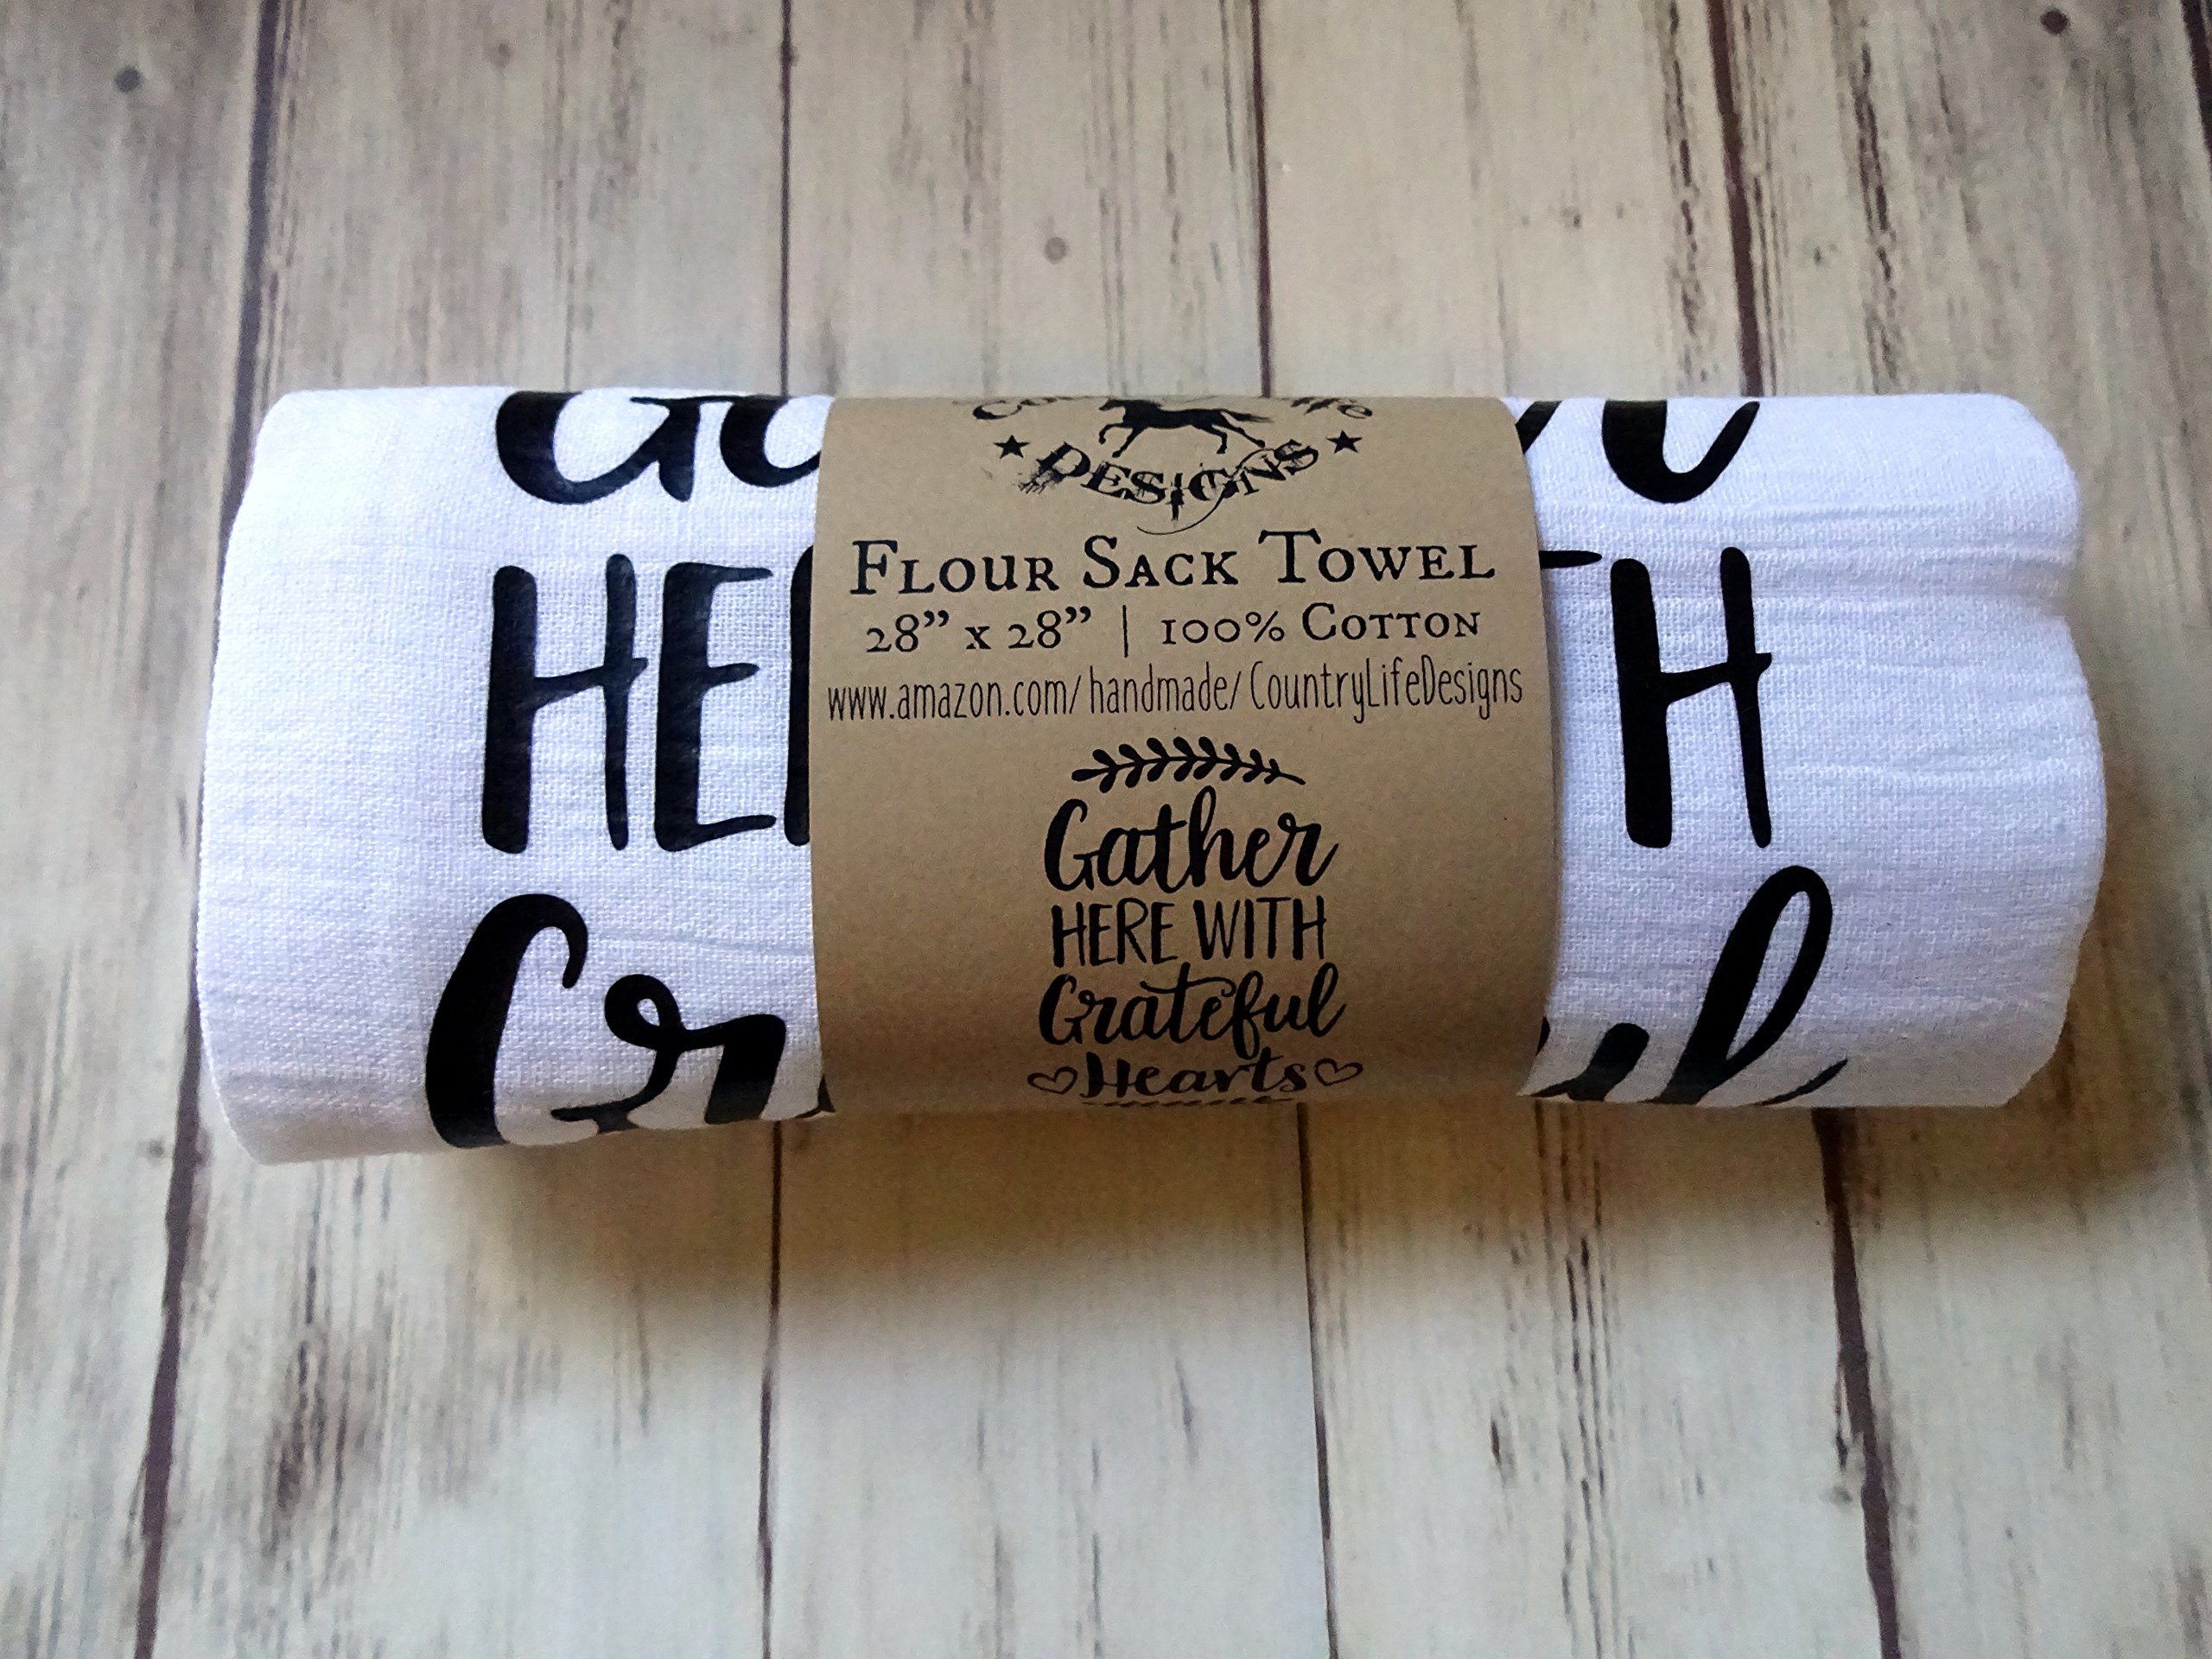 DESIGNS
FLOUR SACK TOWEL
28” x 28” | 100% COTTON
www.amazon.com/handmade/CountryLifeDesigns
Gather
HERE WITH
Grateful
Hearts